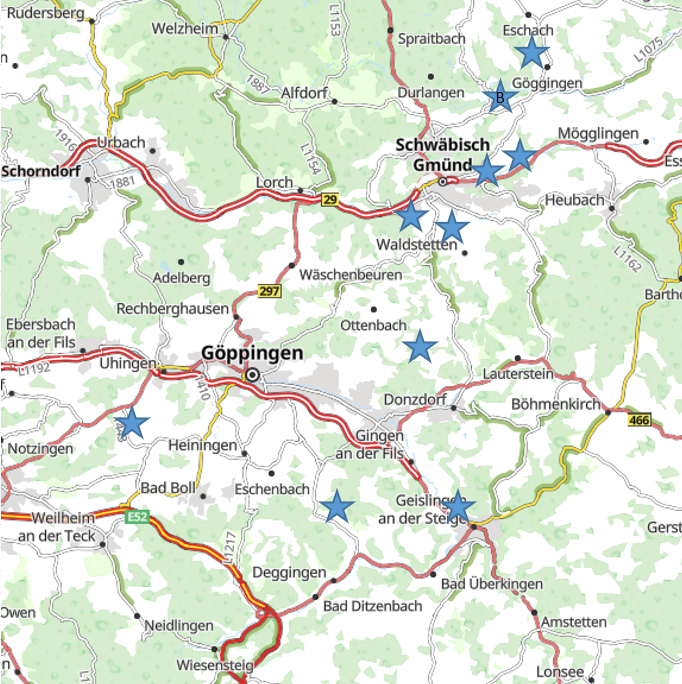 Rudersberg
Welzheim
L1153
Spraitbach
Eschach
L1075
Göggingen
1881
Alfdorf
Durlangen
B
1916
Urbach
L1154
Schwäbisch
Gmünd
Mögglingen
Schorndorf
1881
Lorch
29
Ess
Heubach
Waldstetten
L1162
Adelberg
Wäschenbeuren
297
Bartho
Rechberghausen
Ebersbach
an der Fils
Ottenbach
Göppingen
L1192
Uhingen
L1410
Lauterstein
f
Donzdorf
Böhmenkirch
466
Notzingen
Heiningen
Gingen
an der Fils
Bad Boll
Eschenbach
Geislingen
an der Steige
Weilheim
an der Teck
E52
Gerst
L1217
Deggingen
Bad Überkingen
Owen
Neidlingen
Bad Ditzenbach
Amstetten
Wiesensteig
n
Lonsee